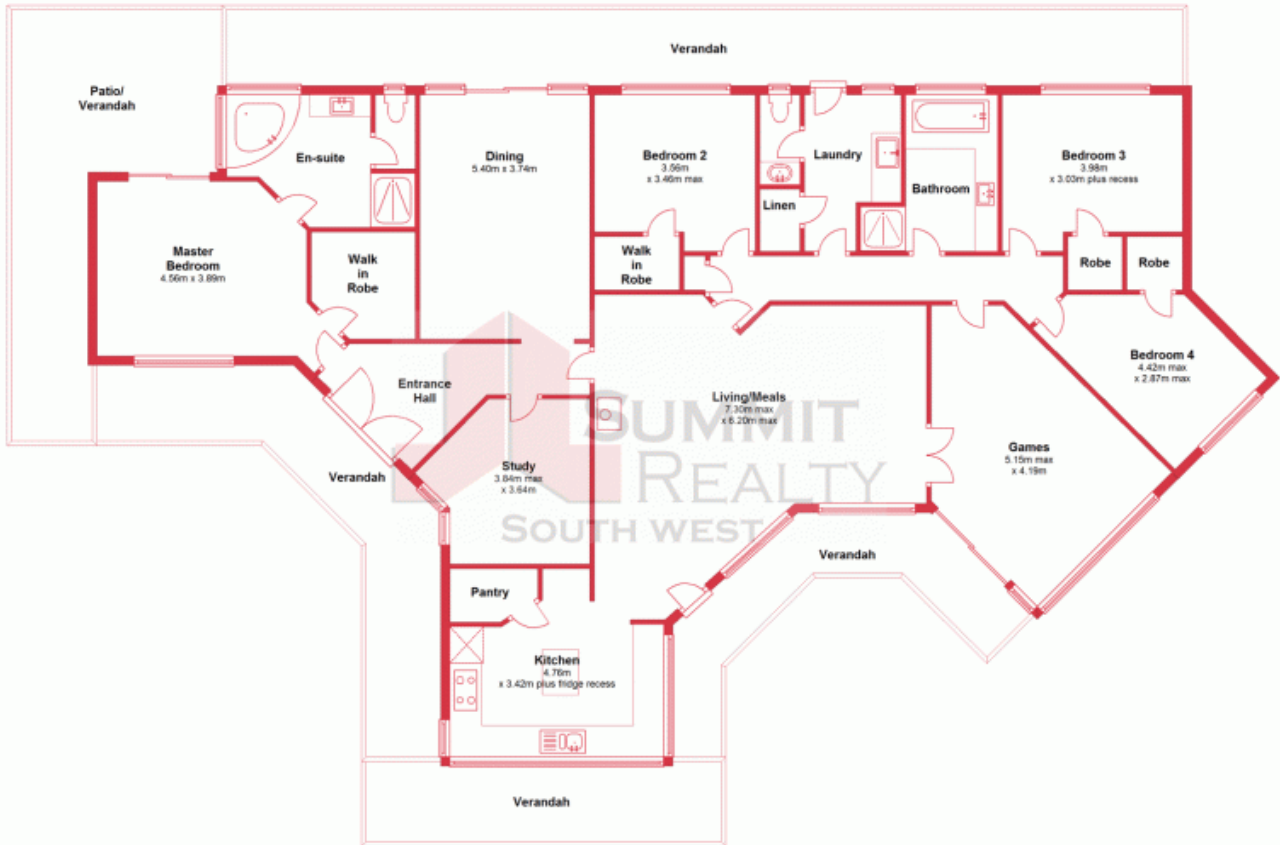 Verandah
Patio/
Verandah
En-suite
Dining
5.40m x 3.74m
Bedroom 2
3.56m
x 3.46m max
Laundry
Linen
Bathroom
Bedroom 3
3.98m
x 3.03m plus recess
Master
Bedroom
4.56m x 3.89m
Walk
in
Robe
Walk
in
Robe
Robe
Robe
Bedroom 4
4.42m max
x 2.87m max
Entrance
Hall
Living/Meals
7.30m max
x 6.20m max
SUMMIT
REALTY
SOUTH WEST
Games
5.15m max
x 4.19m
Study
3.84m max
x 3.64m
Verandah
Verandah
Pantry
Kitchen
4.76m
x 3.42m plus fridge recess
Verandah